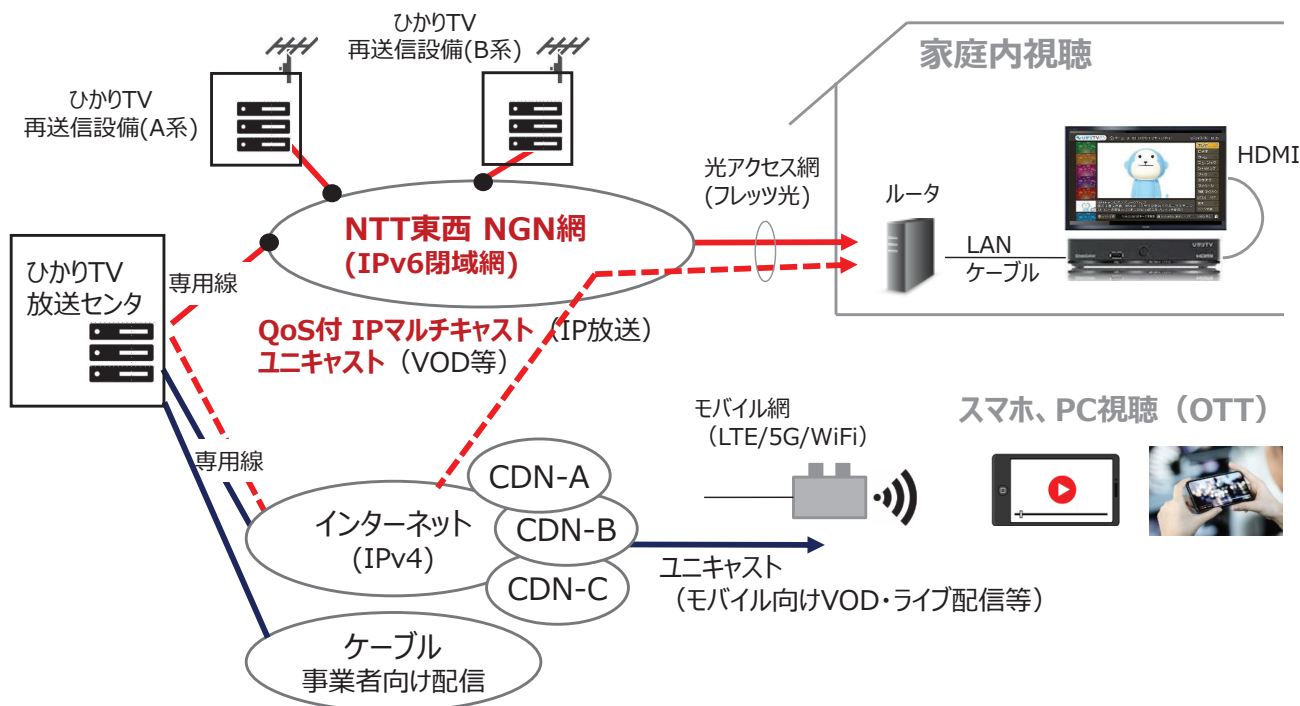 ひかりTV
再送信設備(B系)
ひかりTV
再送信設備(A系)
家庭内視聴
HDMI
光アクセス網
(フレッツ光)
ルータ
LAN
ケーブル
NTT東西 NGN網
(IPv6閉域網)
ひかりTV
放送センタ
専用線
QoS付 IPマルチキャスト（IP放送）
ユニキャスト（VOD等）
専用線
モバイル網
（LTE/5G/WiFi）
スマホ、PC視聴（OTT）
CDN-A
CDN-B
CDN-C
インターネット
(IPv4)
ユニキャスト
（モバイル向けVOD・ライブ配信等）
ケーブル
事業者向け配信